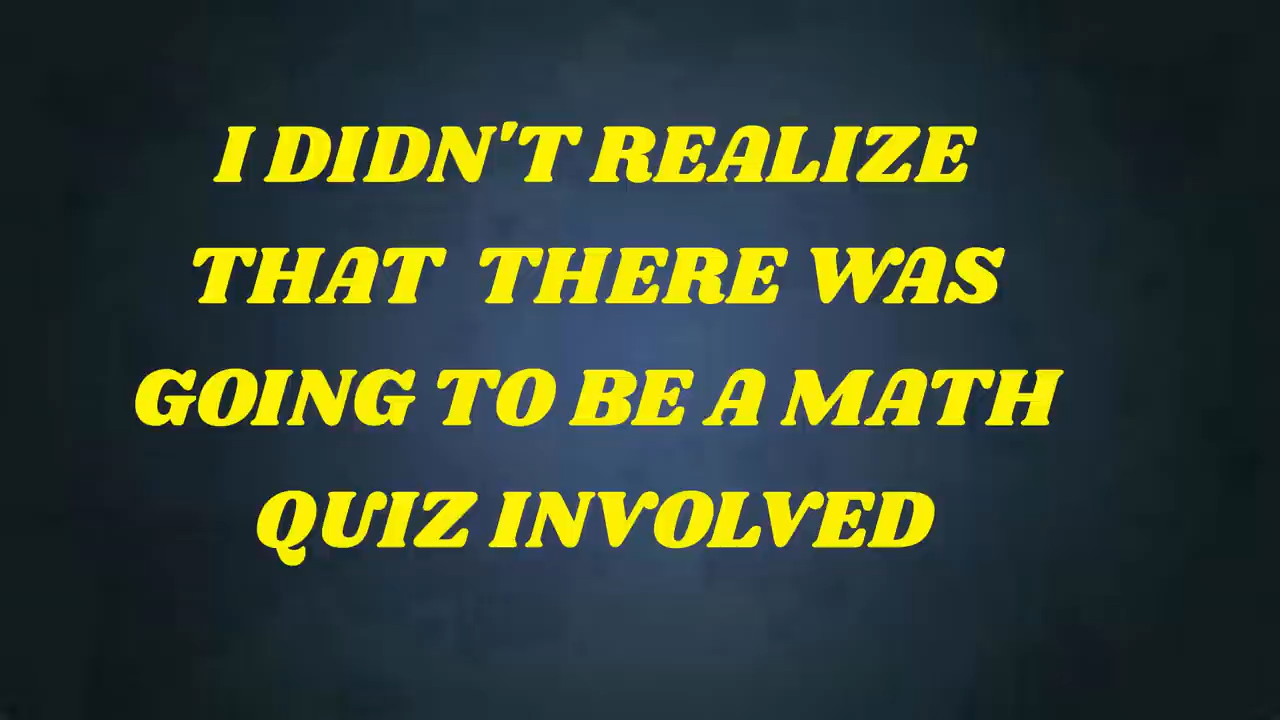 I DIDN'T REALIZE
THAT THERE WAS
GOING TO BE A MATH
QUIZ INVOLVED